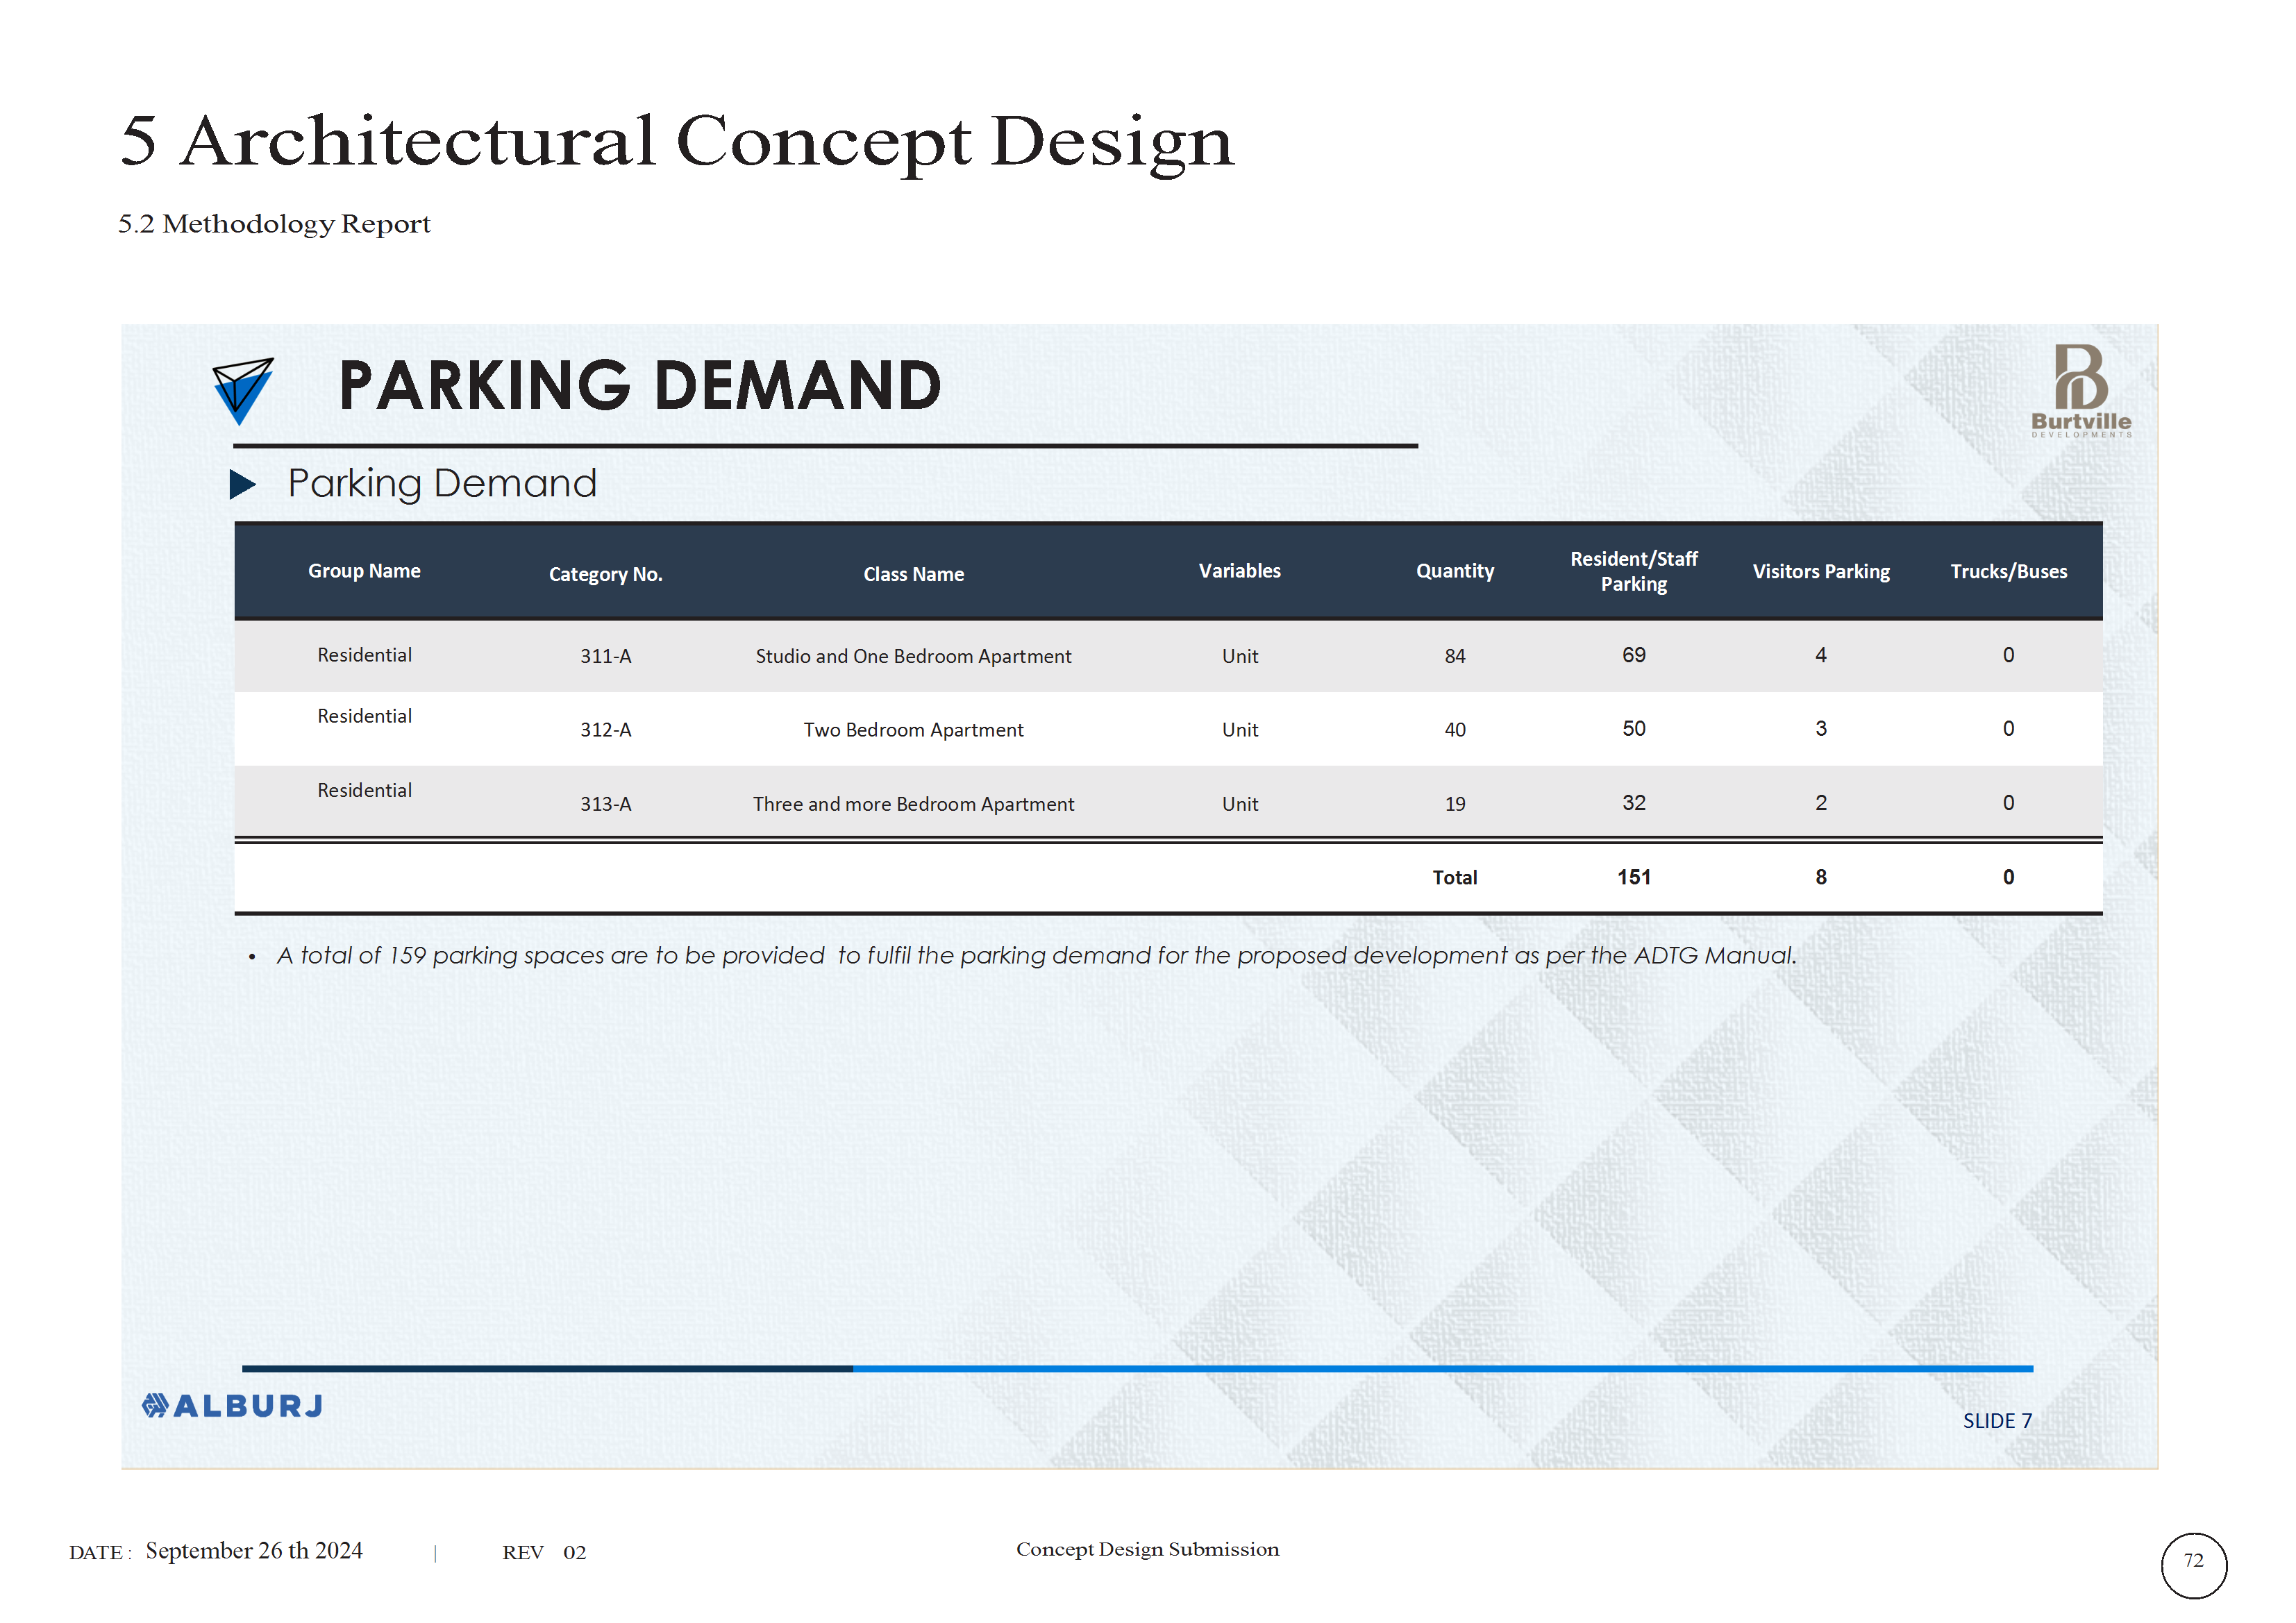 5 Architectural Concept Design
5.2 Methodology Report
PARKING DEMAND
Burtville
DEVELOPMENTS
Parking Demand
Group Name Category No. Class Name Variables Quantity Resident/Staff Parking Visitors Parking Trucks/Buses
Residential 311-A Studio and One Bedroom Apartment Unit 84 69 4 0
Residential 312-A Two Bedroom Apartment Unit 40 50 3 0
Residential 313-A Three and more Bedroom Apartment Unit 19 32 2 0
Total 151 8 0
• A total of 159 parking spaces are to be provided to fulfil the parking demand for the proposed development as per the ADTG Manual.
ALBURJ
SLIDE 7
DATE : September 26 th 2024 | REV 02
Concept Design Submission
72